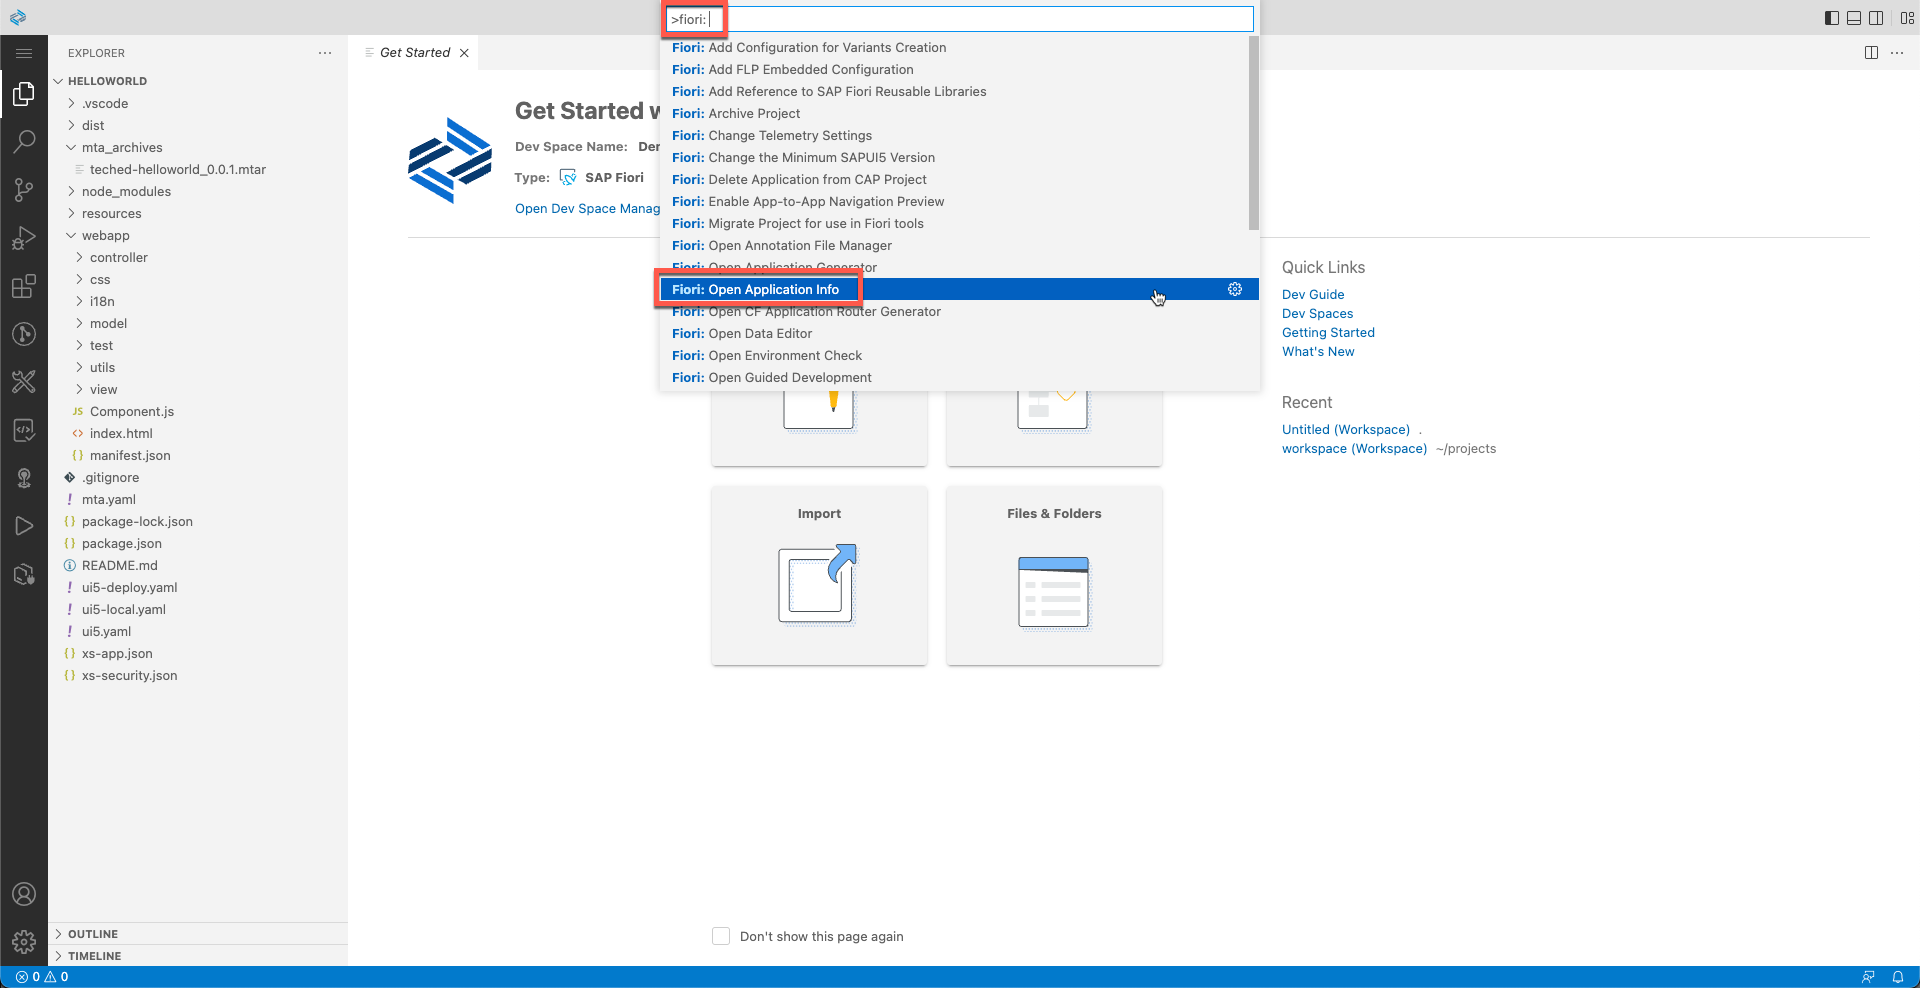 >fiori:
EXPLORER
Get Started
HELLOWORLD
.vscode
dist
mta_archives
teched-helloworld_0.0.1.mtar
node_modules
resources
webapp
controller
css
i18n
model
test
utils
view
JS Component.js
<> index.html
{} manifest.json
.gitignore
! mta.yaml
{} package-lock.json
{} package.json
README.md
! ui5-deploy.yaml
! ui5-local.yaml
! ui5.yaml
{} xs-app.json
{} xs-security.json
OUTLINE
TIMELINE
Get Started
Dev Space Name:
Type: SAP Fiori
Open Dev Space
Fiori: Add Configuration for Variants Creation
Fiori: Add FLP Embedded Configuration
Fiori: Add Reference to SAP Fiori Reusable Libraries
Fiori: Archive Project
Fiori: Change Telemetry Settings
Fiori: Change the Minimum SAPUI5 Version
Fiori: Delete Application from CAP Project
Fiori: Enable App-to-App Navigation Preview
Fiori: Migrate Project for use in Fiori tools
Fiori: Open Annotation File Manager
Fiori: Open Application Generator
Fiori: Open Application Info
Fiori: Open CF Application Router Generator
Fiori: Open Data Editor
Fiori: Open Environment Check
Fiori: Open Guided Development
Import
Files & Folders
Quick Links
Dev Guide
Dev Spaces
Getting Started
What's New
Recent
Untitled (Workspace) .
workspace (Workspace) ~/projects
Don't show this page again
0 0